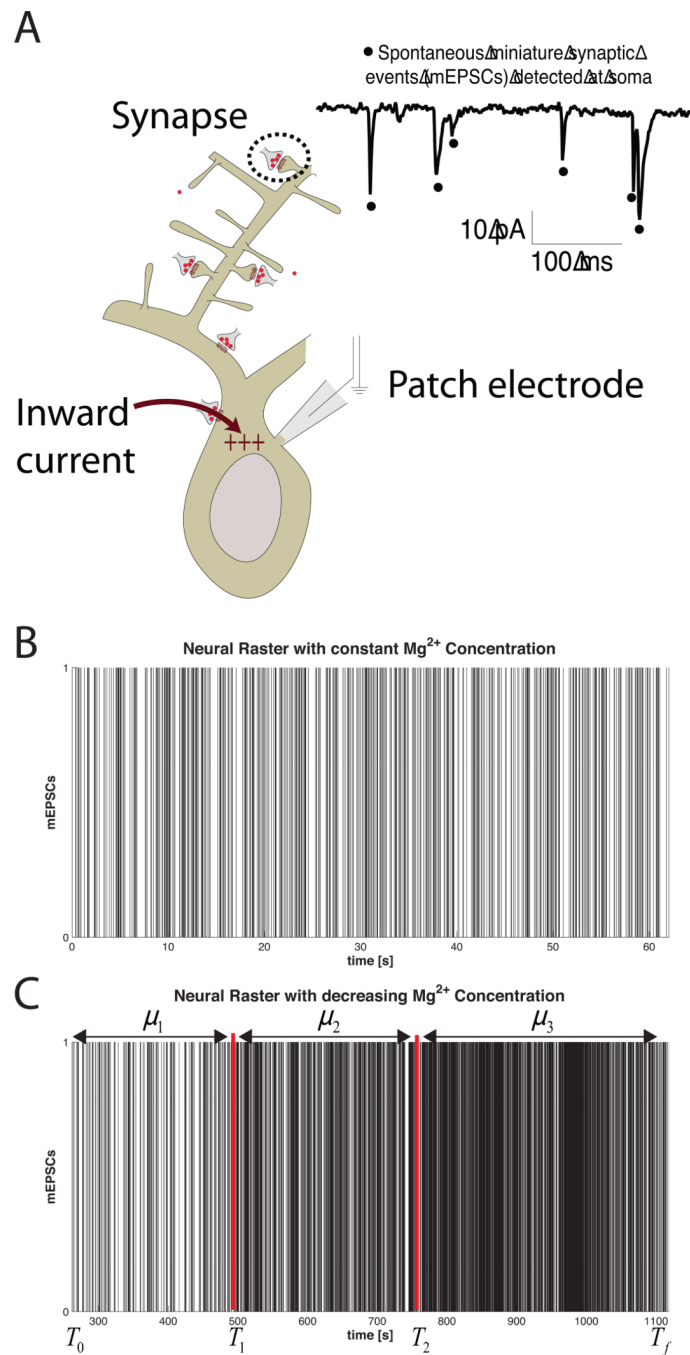 A
● Spontaneous∆miniature∆synaptic∆
events∆(mEPSCs)∆detected∆at∆soma
Synapse
10∆pA
100∆ms
Patch electrode
Inward
current
+++
B
Neural Raster with constant Mg²⁺ Concentration
1
mEPSCs
0
0 10 20 30 40 50 60
time [s]
C
Neural Raster with decreasing Mg²⁺ Concentration
μ₁ μ₂ μ₃
1
mEPSCs
0
300 400 500 600 700 800 900 1000 1100
T₀ T₁ time [s] T₂ T_f